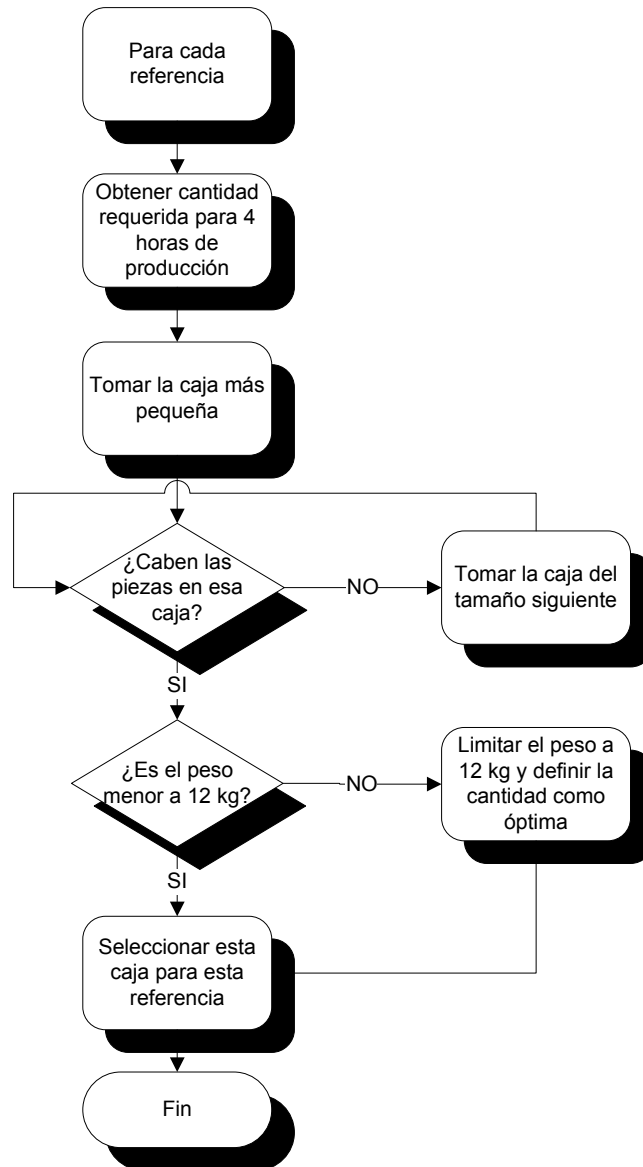 Para cada
referencia
Obtener cantidad
requerida para 4
horas de
producción
Tomar la caja más
pequeña
¿Caben las
piezas en esa
caja?
NO
Tomar la caja del
tamaño siguiente
SI
¿Es el peso
menor a 12 kg?
NO
Limitar el peso a
12 kg y definir la
cantidad como
óptima
SI
Seleccionar esta
caja para esta
referencia
Fin